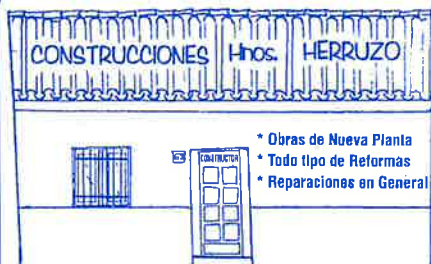 CONSTRUCCIONES Hnos. HERRUZO
CONSTRUCTOR
* Obras de Nueva Planta
* Todo tipo de Reformas
* Reparaciones en General